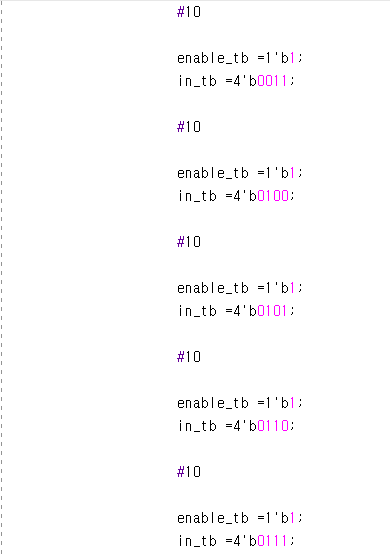 #10
enable_tb =1'b1;
in_tb =4'b0011;
#10
enable_tb =1'b1;
in_tb =4'b0100;
#10
enable_tb =1'b1;
in_tb =4'b0101;
#10
enable_tb =1'b1;
in_tb =4'b0110;
#10
enable_tb =1'b1;
in_tb =4'b0111;